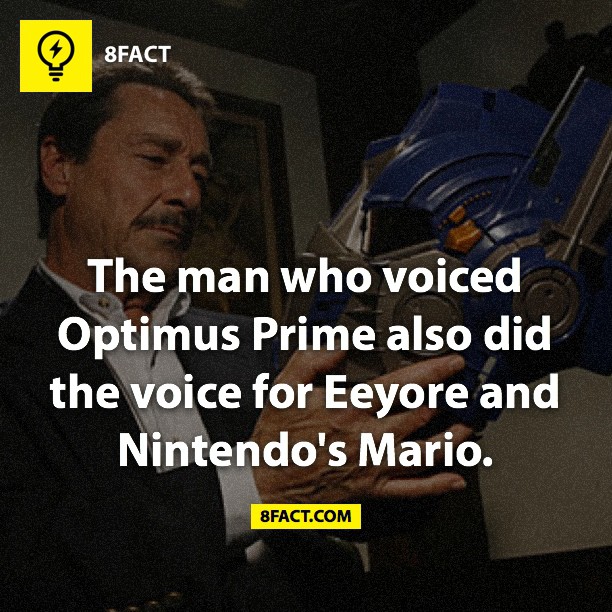 8FACT
The man who voiced
Optimus Prime also did
the voice for Eeyore and
Nintendo's Mario.
8FACT.COM